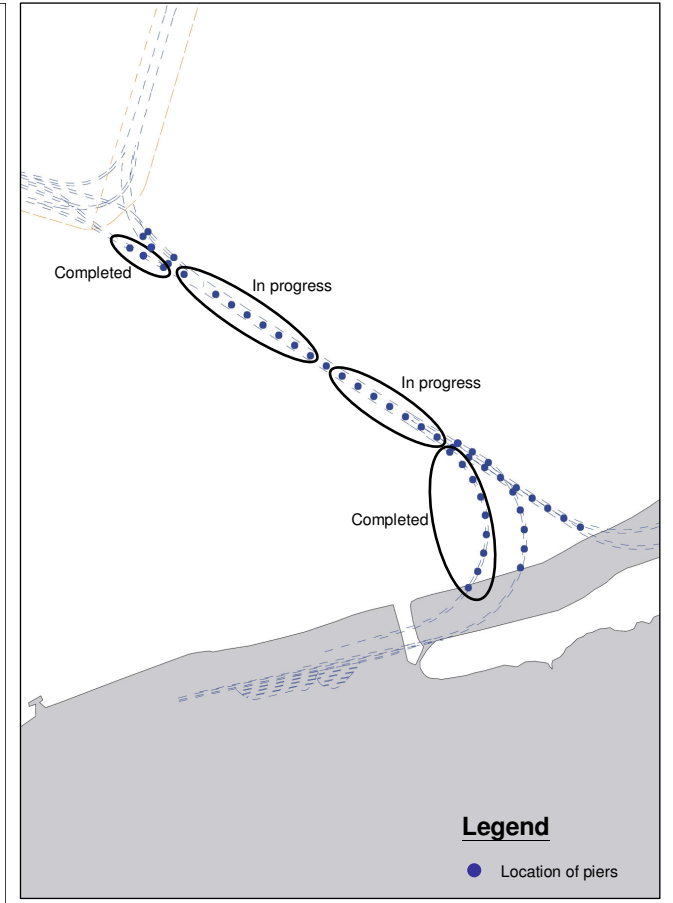 Completed
In progress
In progress
Completed
Legend
Location of piers